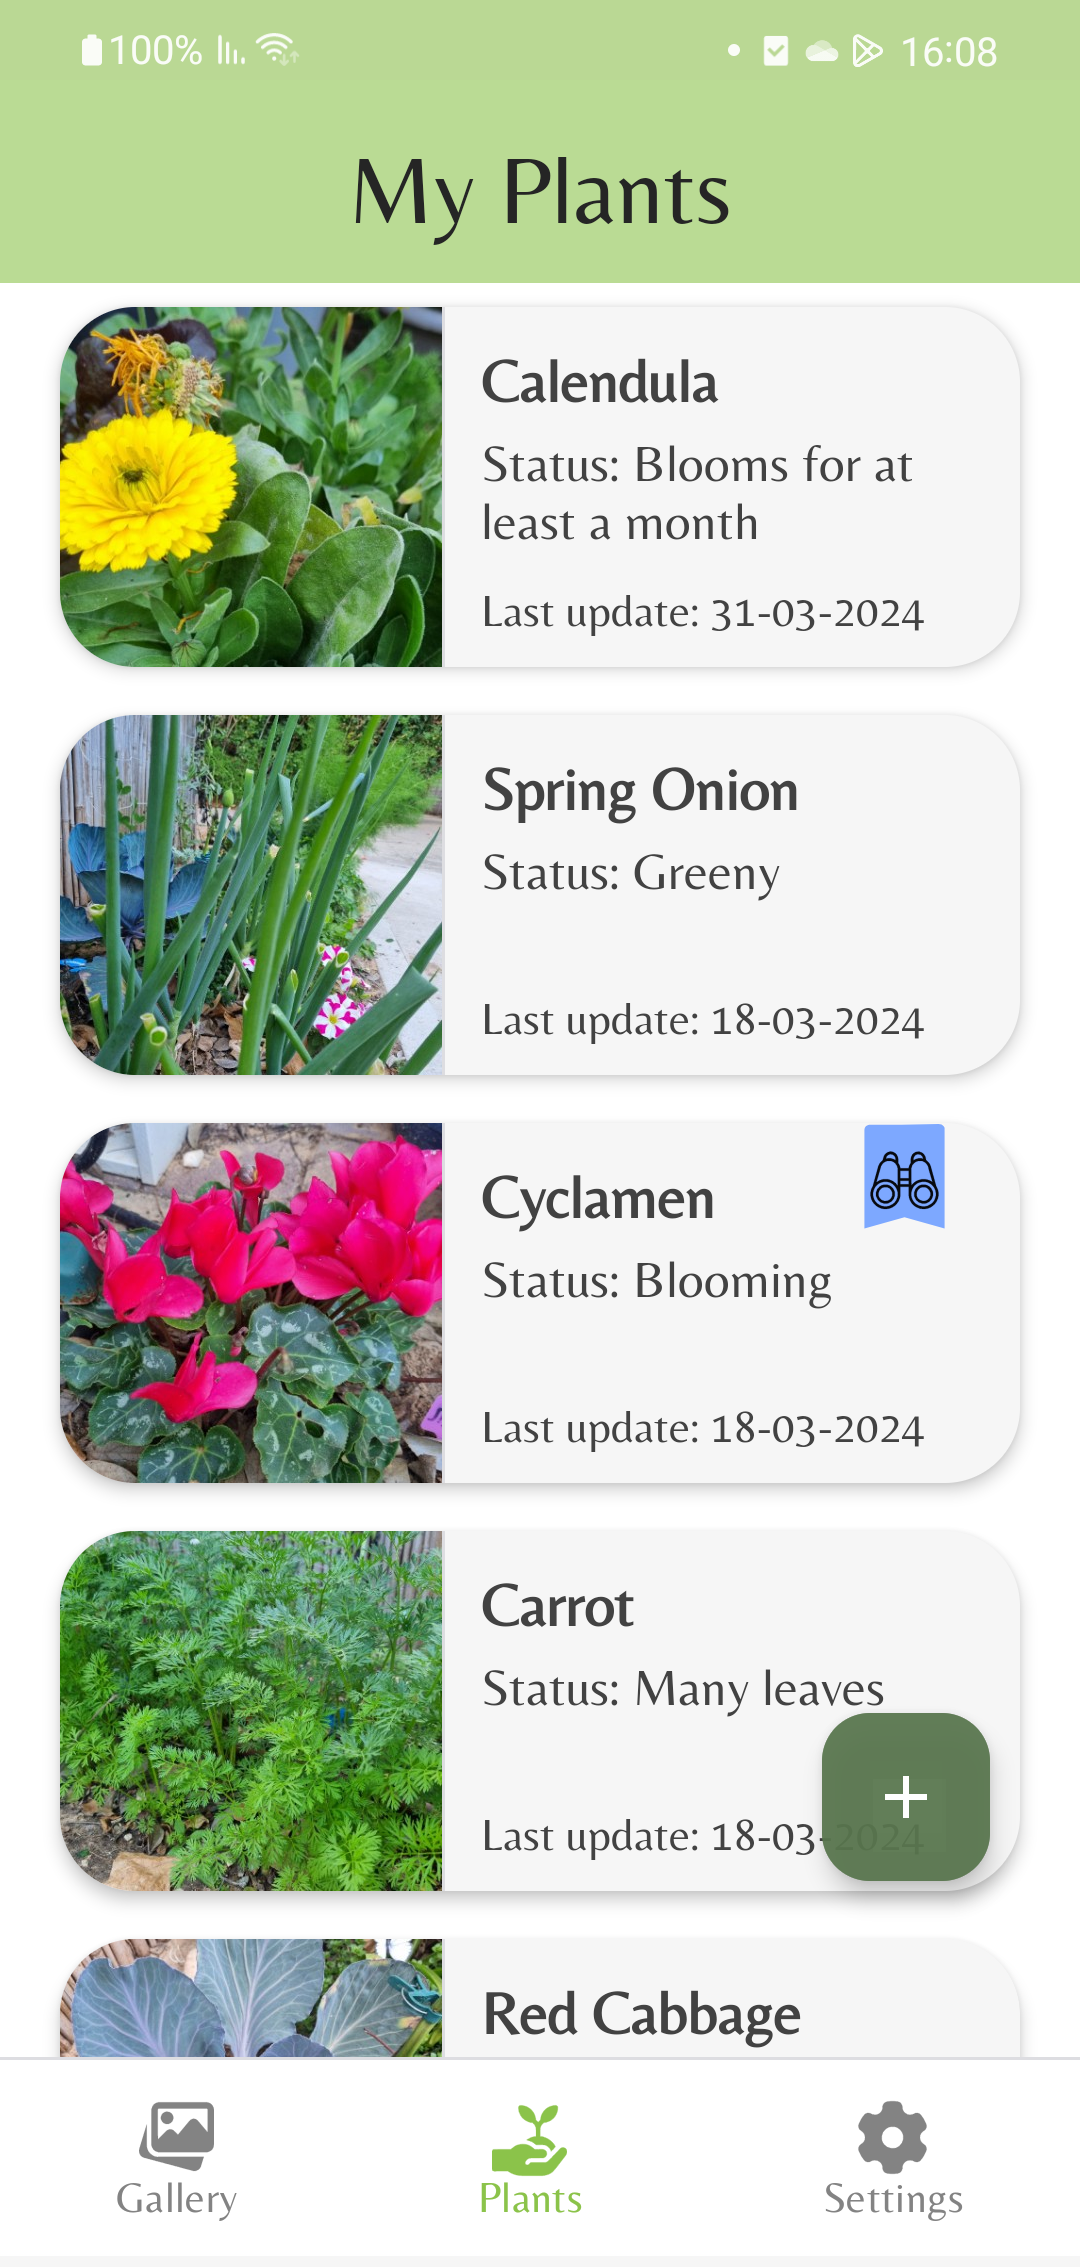 100%
16:08
My Plants
Calendula
Status: Blooms for at
least a month
Last update: 31-03-2024
Spring Onion
Status: Greeny
Last update: 18-03-2024
Cyclamen
Status: Blooming
Last update: 18-03-2024
Carrot
Status: Many leaves
Last update: 18-03-2024
Red Cabbage
Gallery
Plants
Settings